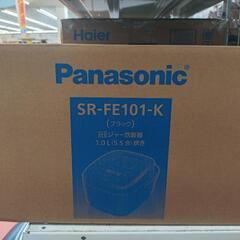 Haier
Panasonic
SR-FE101-K
(ブラック)
IHジャー炊飯器
1.0L(5.5合)炊き